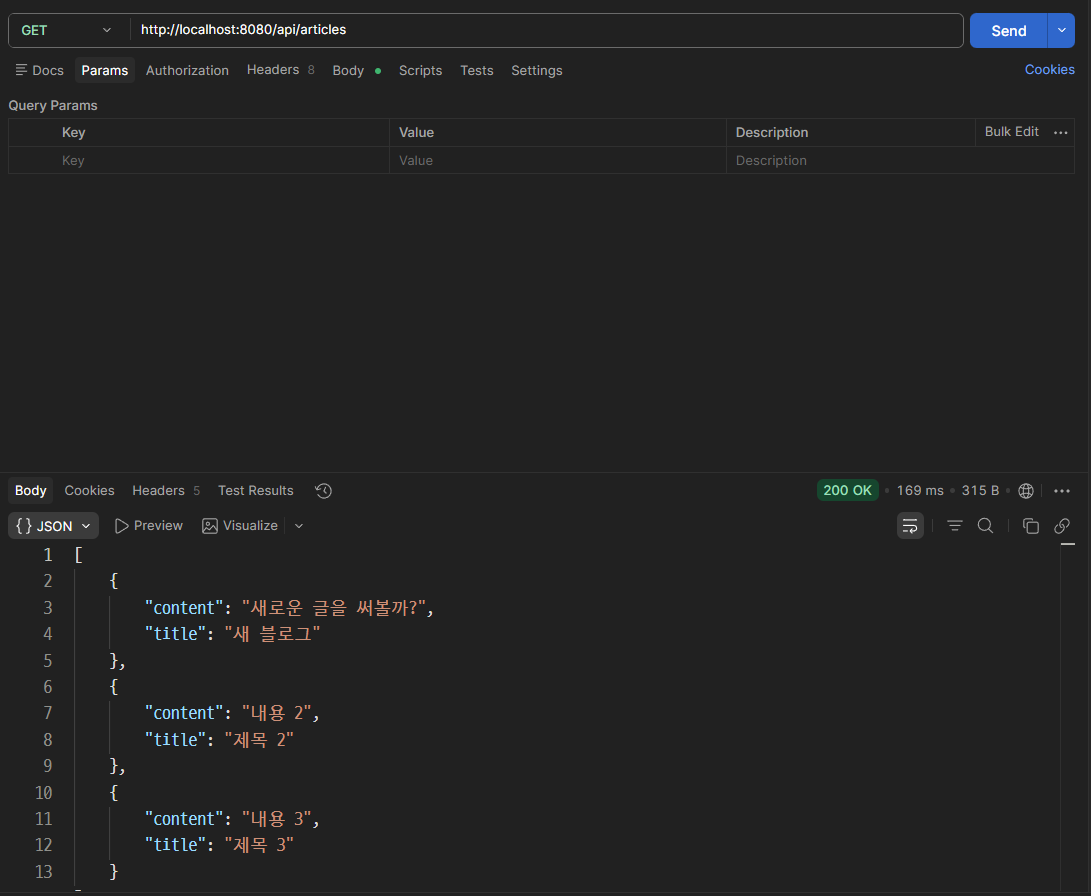 GET http://localhost:8080/api/articles Send
Docs Params Authorization Headers 8 Body Scripts Tests Settings Cookies
Query Params
Key Value Description Bulk Edit
Key Value Description
Body Cookies Headers 5 Test Results 200 OK 169 ms 315 B
{} JSON Preview Visualize
1 [
2 {
3 "content": "새로운 글을 써볼까?",
4 "title": "새 블로그"
5 },
6 {
7 "content": "내용 2",
8 "title": "제목 2"
9 },
10 {
11 "content": "내용 3",
12 "title": "제목 3"
13 }